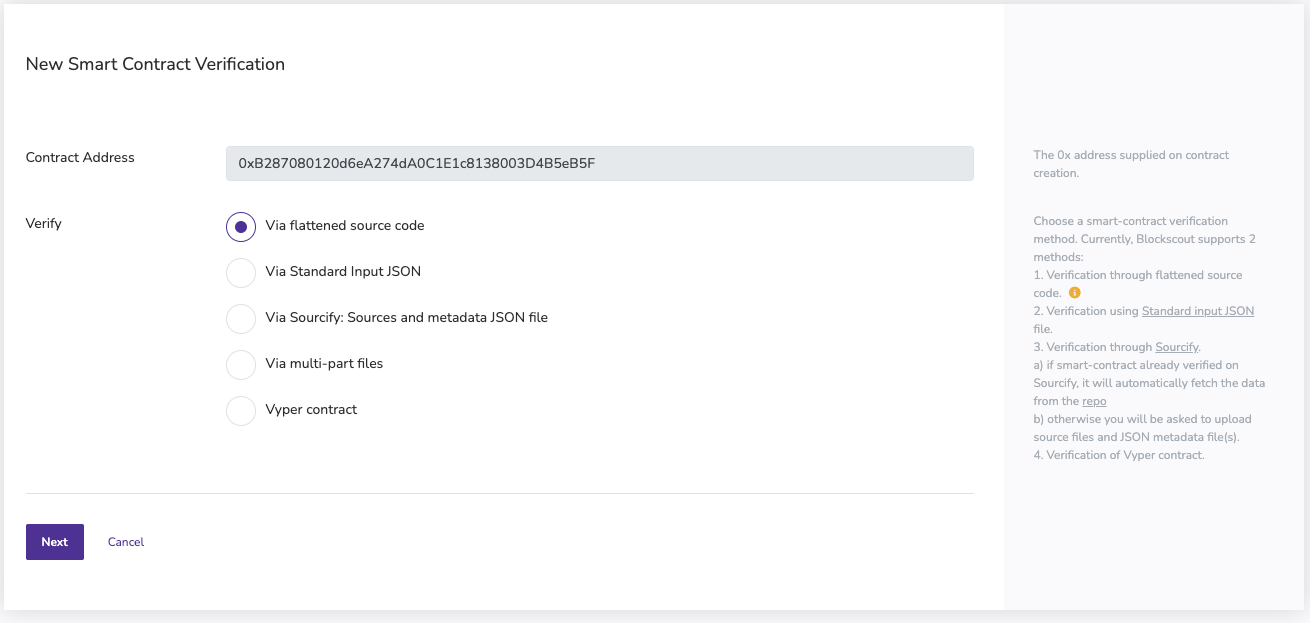 New Smart Contract Verification
Contract Address
0xB287080120d6eA274dA0C1E1c8138003D4B5eB5F
The 0x address supplied on contract
creation.
Verify
Via flattened source code
Via Standard Input JSON
Via Sourcify: Sources and metadata JSON file
Via multi-part files
Vyper contract
Choose a smart-contract verification
method. Currently, Blockscout supports 2
methods:
1. Verification through flattened source
code. i
2. Verification using Standard input JSON
file.
3. Verification through Sourcify.
a) if smart-contract already verified on
Sourcify, it will automatically fetch the data
from the repo
b) otherwise you will be asked to upload
source files and JSON metadata file(s).
4. Verification of Vyper contract.
Next
Cancel